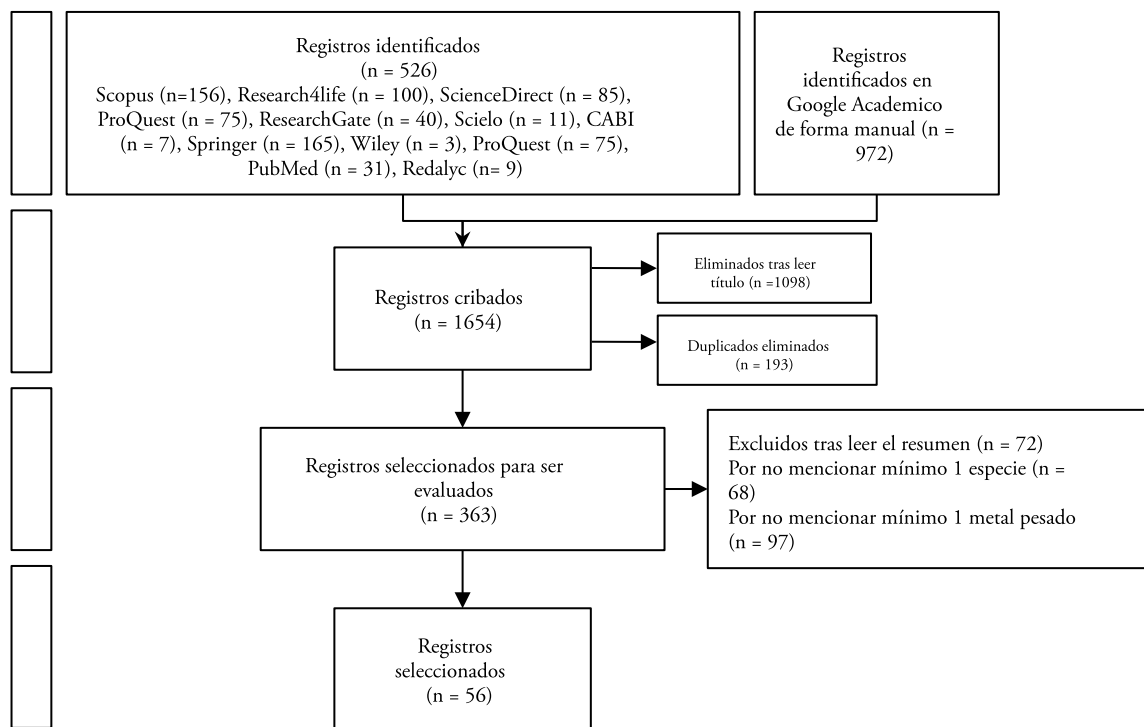 Registros identificados
(n = 526)
Scopus (n=156), Research4life (n = 100), ScienceDirect (n = 85),
ProQuest (n = 75), ResearchGate (n = 40), Scielo (n = 11), CABI
(n = 7), Springer (n = 165), Wiley (n = 3), ProQuest (n = 75),
PubMed (n = 31), Redalyc (n= 9)
Registros
identificados en
Google Academico
de forma manual (n =
972)
Registros cribados
(n = 1654)
Eliminados tras leer
título (n =1098)
Duplicados eliminados
(n = 193)
Registros seleccionados para ser
evaluados
(n = 363)
Excluidos tras leer el resumen (n = 72)
Por no mencionar mínimo 1 especie (n =
68)
Por no mencionar mínimo 1 metal pesado
(n = 97)
Registros
seleccionados
(n = 56)